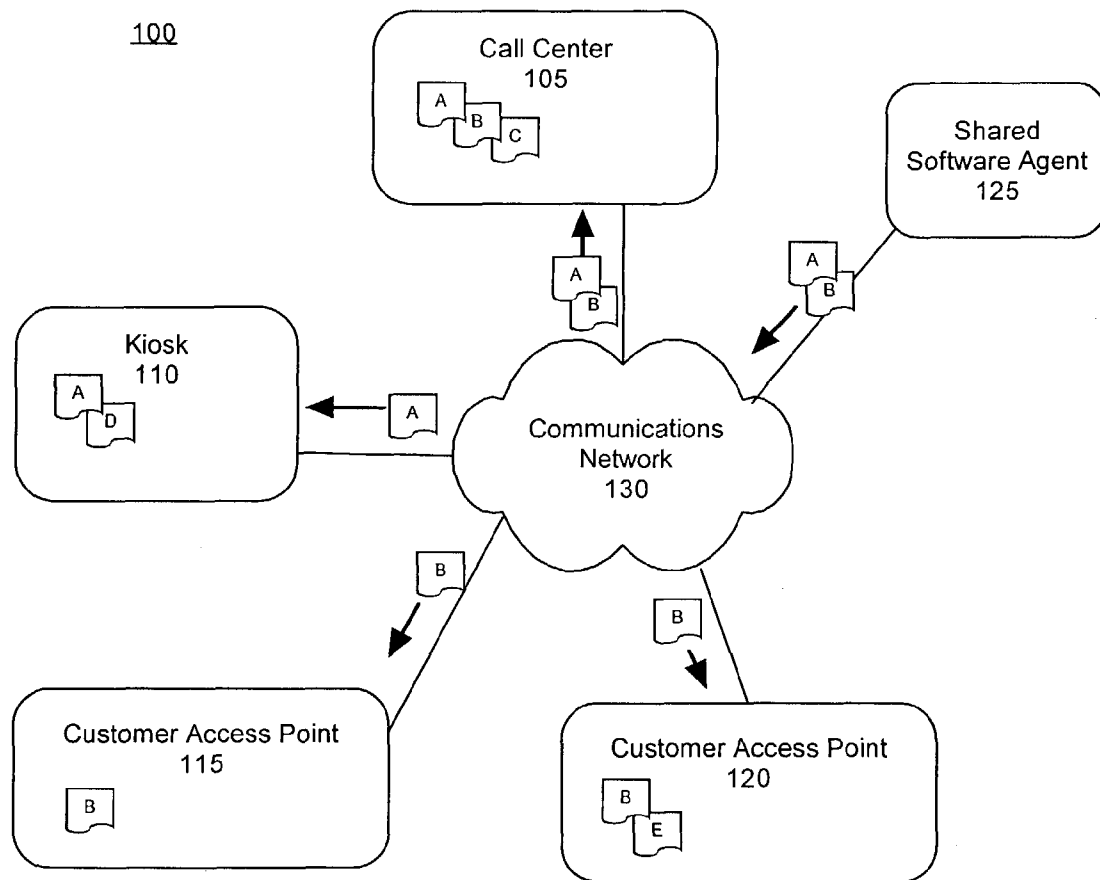 100
Call Center
105
A
B
C
Shared
Software Agent
125
A
B
A
B
Kiosk
110
A
D
A
Communications
Network
130
B
B
Customer Access Point
115
B
Customer Access Point
120
B
E